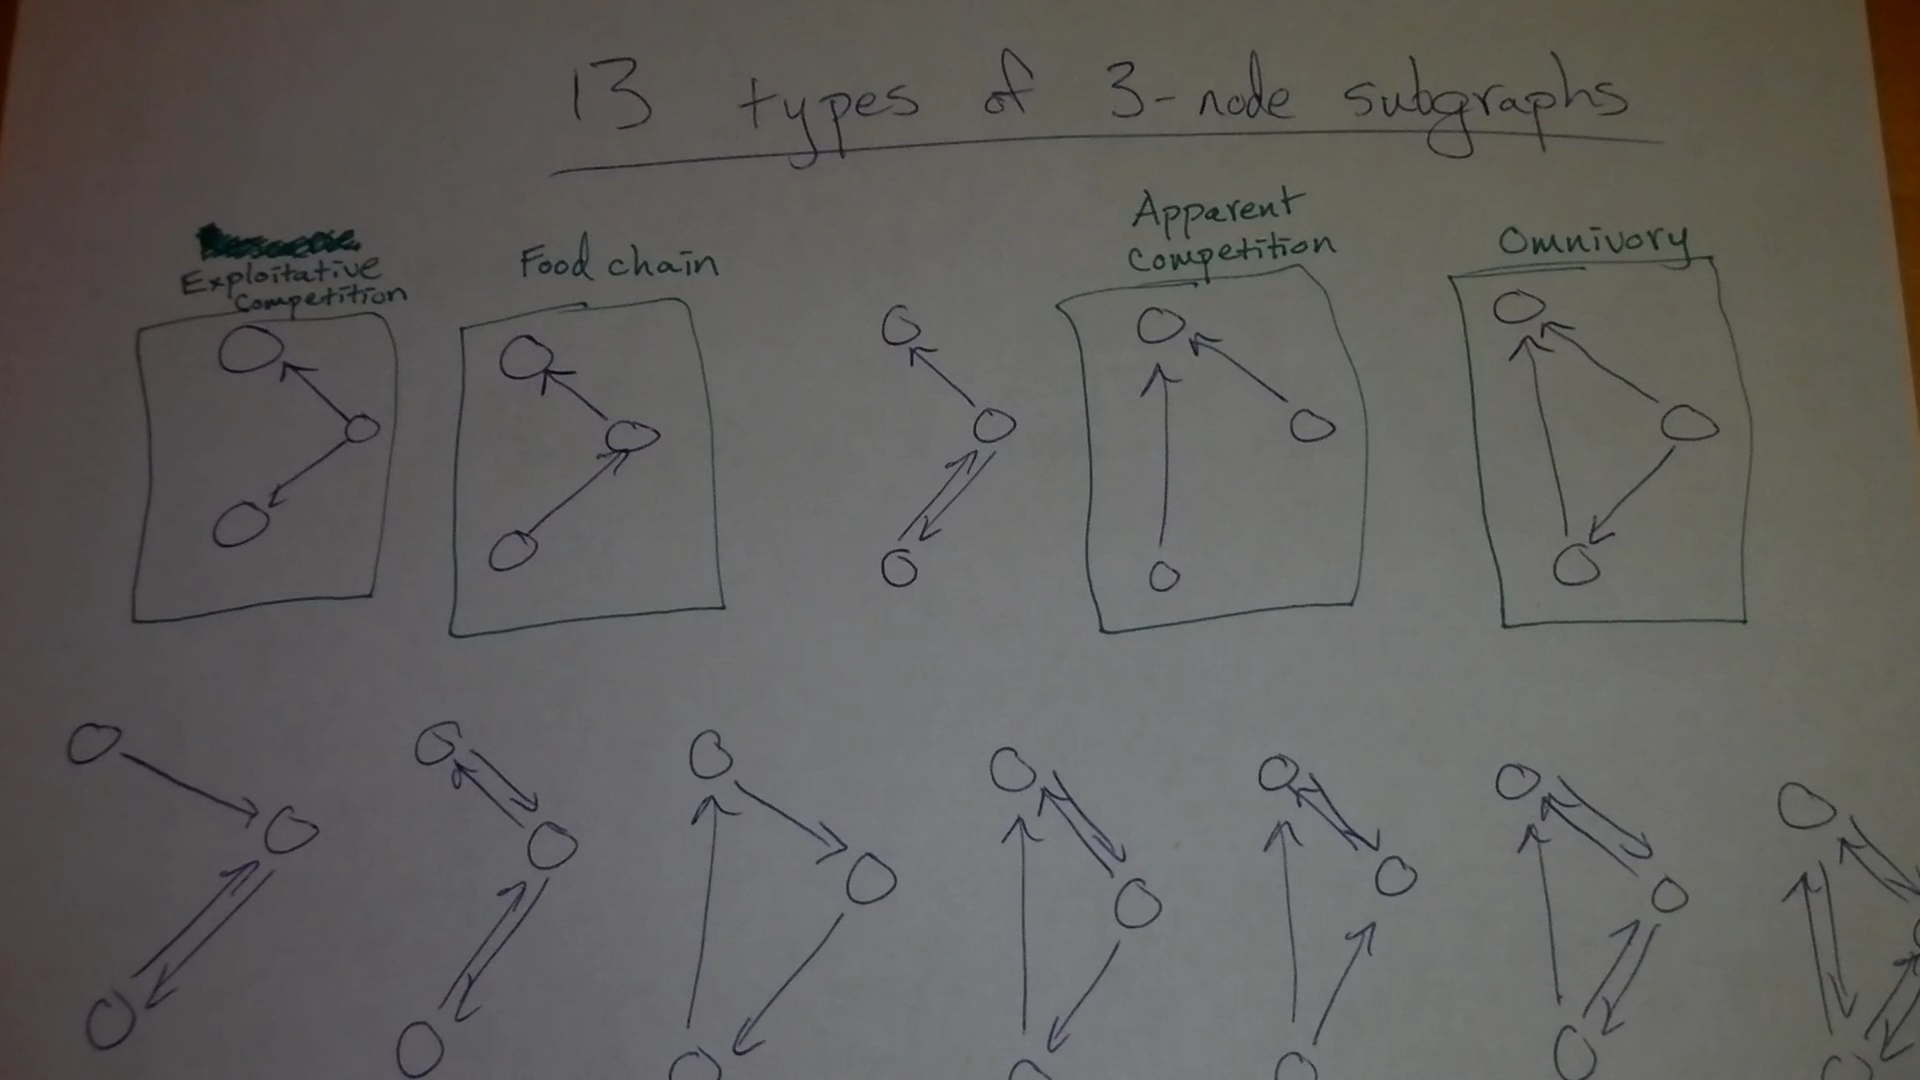 13 types of 3-node subgraphs
Exploitative
Competition
Food chain
Apparent
Competition
Omnivory